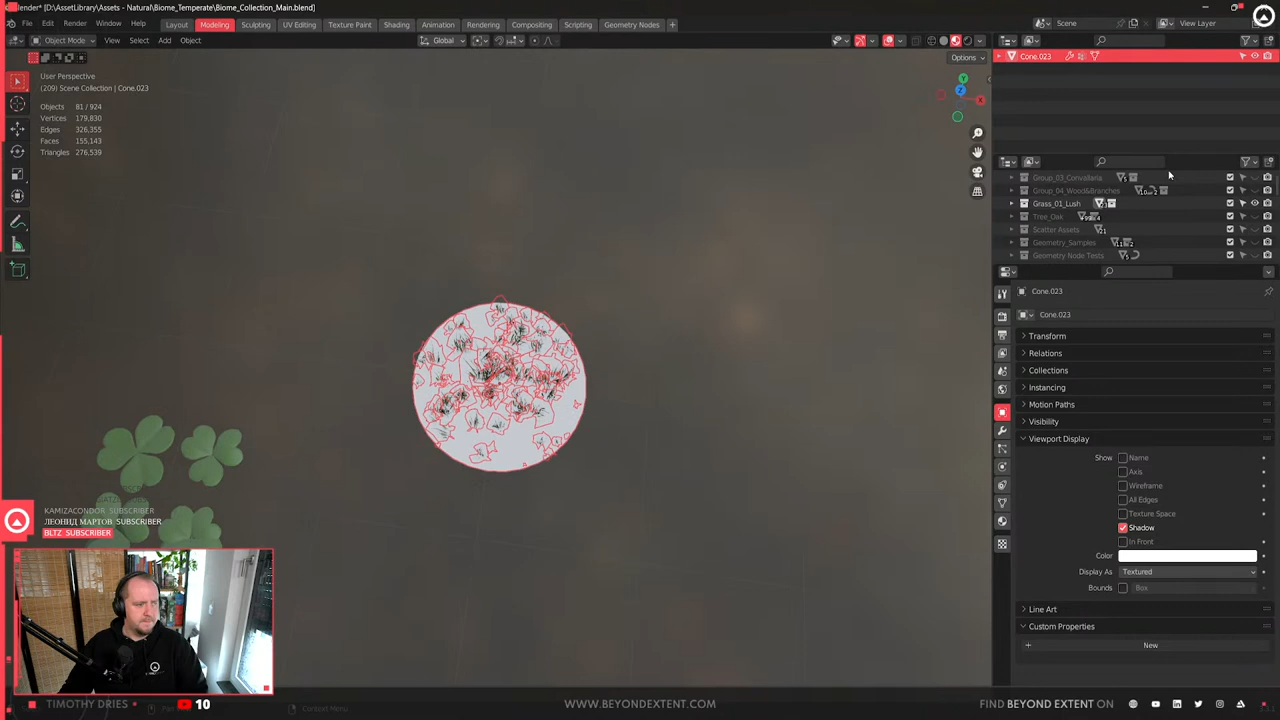 Blender* [D:\AssetLibrary\Assets - Natural\Biome_Temperate\Biome_Collection_Main.blend]
File Edit Render Window Help Layout Modeling Sculpting UV Editing Texture Paint Shading Animation Rendering Compositing Scripting Geometry Nodes + Scene View Layer
Object Mode View Select Add Object Global Options
User Perspective
(209) Scene Collection | Cone.023
Objects 81 / 924
Vertices 179,830
Edges 326,355
Faces 155,143
Triangles 276,539
Y
Z
X
Cone.023
Group_03_Convallaria
Group_04_Wood&Branches
Grass_01_Lush
Tree_Oak
Scatter Assets 21
Geometry_Samples
Geometry Node Tests
Cone.023
Cone.023
Transform
Relations
Collections
Instancing
Motion Paths
Visibility
Viewport Display
Show Name
Axis
Wireframe
All Edges
Texture Space
Shadow
In Front
Color
Display As Textured
Bounds Box
Line Art
Custom Properties
New
KAMIZACONDOR SUBSCRIBER
ЛЕОНИД МАРТОВ SUBSCRIBER
BLTZ SUBSCRIBER
TIMOTHY DRIES 10 WWW.BEYONDEXTENT.COM FIND BEYOND EXTENT ON
Context Menu